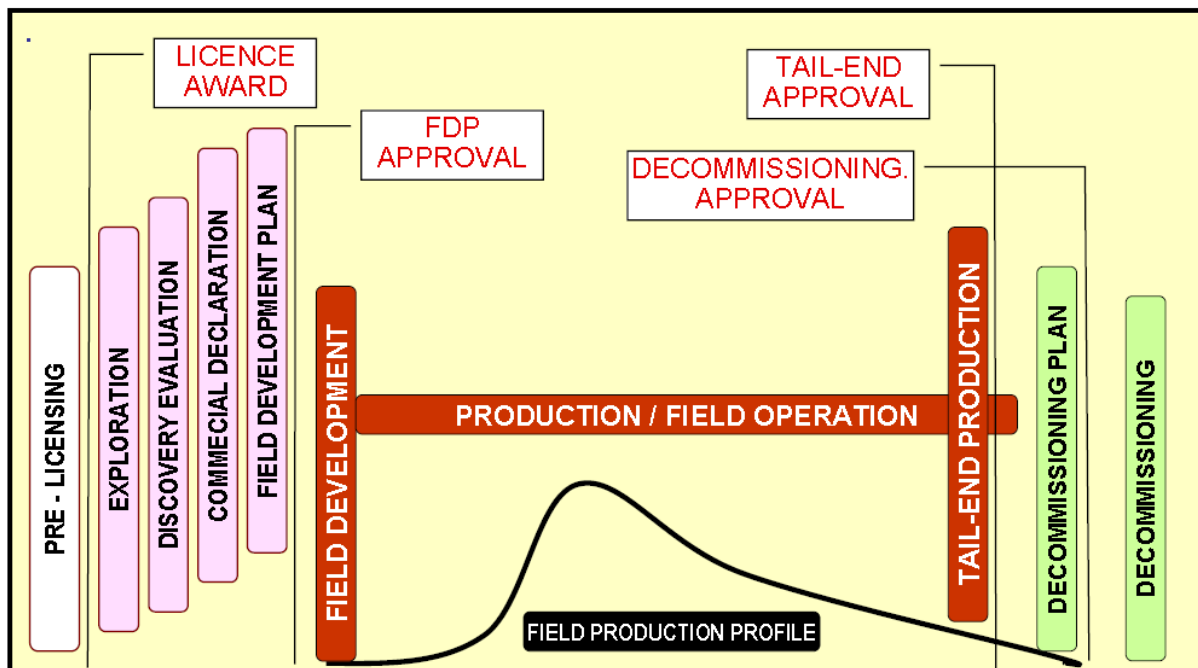 LICENCE
AWARD
FDP
APPROVAL
TAIL-END
APPROVAL
DECOMMISSIONING.
APPROVAL
PRE - LICENSING
EXPLORATION
DISCOVERY EVALUATION
COMMECIAL DECLARATION
FIELD DEVELOPMENT PLAN
FIELD DEVELOPMENT
PRODUCTION / FIELD OPERATION
TAIL-END PRODUCTION
DECOMMISSIONING PLAN
DECOMMISSIONING
FIELD PRODUCTION PROFILE